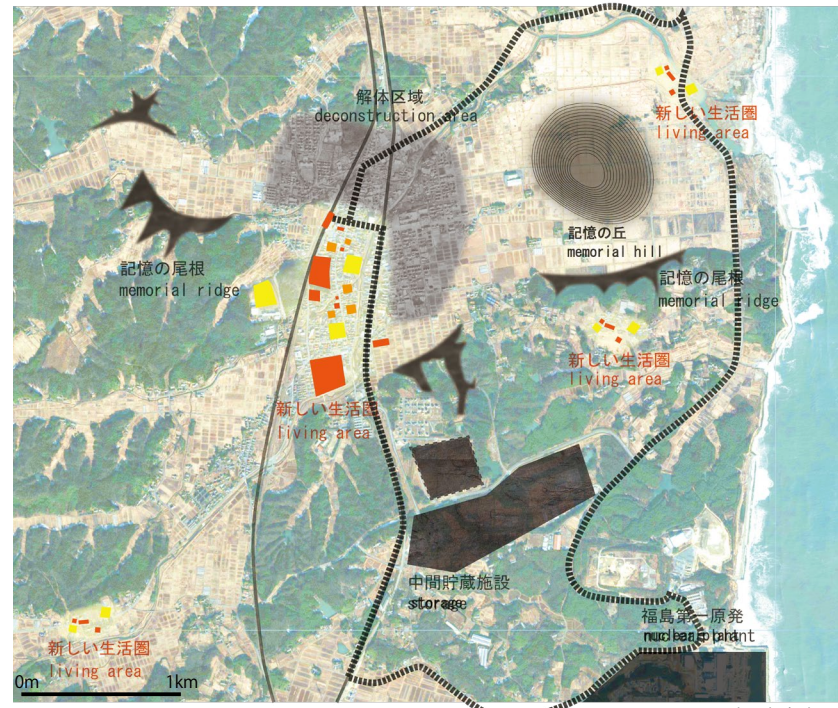 解体区域
deconstruction area
新しい生活圏
living area
記憶の丘
memorial hill
記憶の尾根
memorial ridge
記憶の尾根
memorial ridge
新しい生活圏
living area
新しい生活圏
living area
中間貯蔵施設
storage
福島第一原発
nuclear plant
新しい生活圏
living area
0m 1km